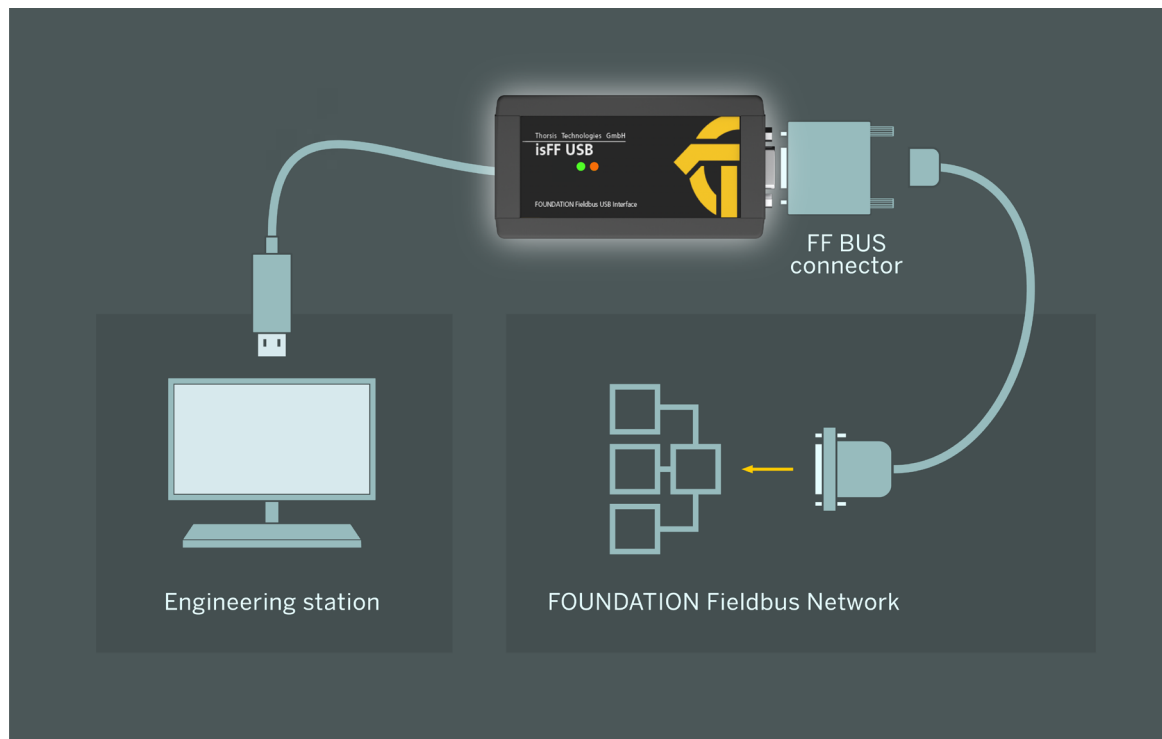 Thorsis Technologies GmbH
isFF USB
FOUNDATION Fieldbus USB Interface
FF BUS
connector
Engineering station
FOUNDATION Fieldbus Network